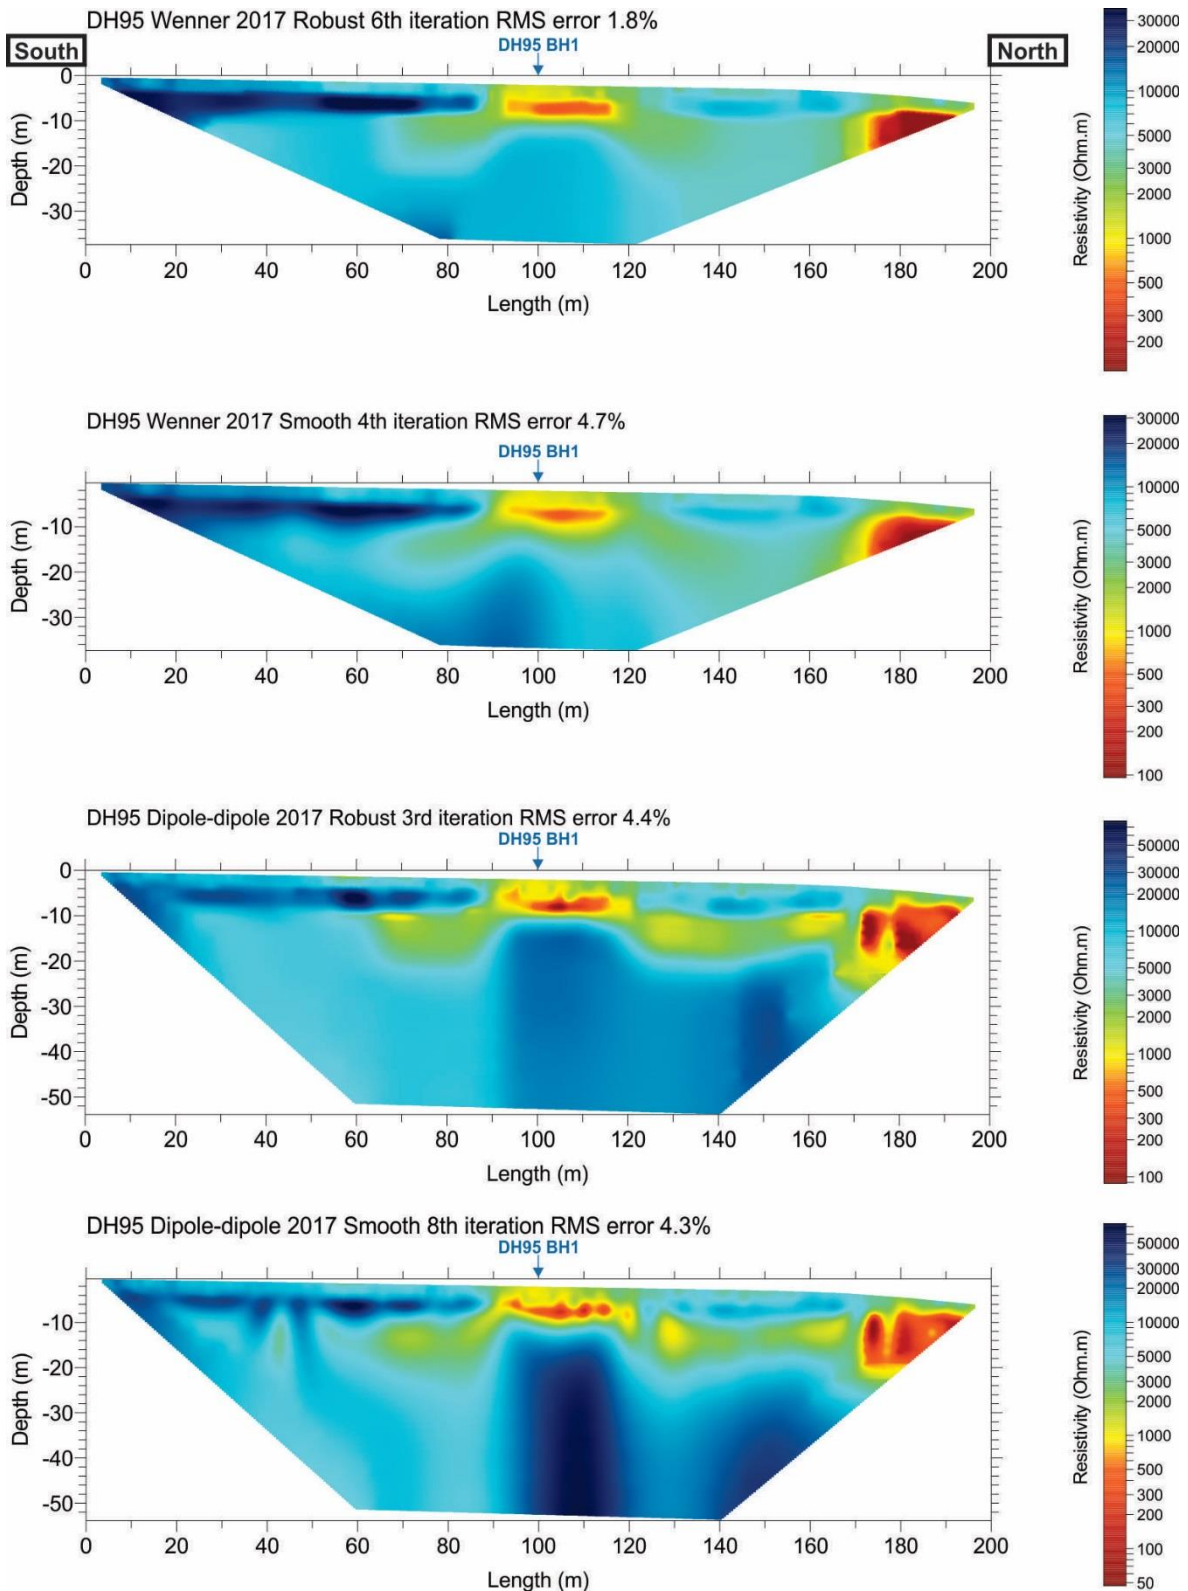 DH95 Wenner 2017 Robust 6th iteration RMS error 1.8%
South
DH95 BH1
North
0
-10
-20
-30
Depth (m)
0 20 40 60 80 100 120 140 160 180 200
Length (m)
30000
20000
10000
5000
3000
2000
1000
500
300
200
Resistivity (Ohm.m)
DH95 Wenner 2017 Smooth 4th iteration RMS error 4.7%
DH95 BH1
0
-10
-20
-30
Depth (m)
0 20 40 60 80 100 120 140 160 180 200
Length (m)
30000
20000
10000
5000
3000
2000
1000
500
300
200
100
Resistivity (Ohm.m)
DH95 Dipole-dipole 2017 Robust 3rd iteration RMS error 4.4%
DH95 BH1
0
-10
-20
-30
-40
-50
Depth (m)
0 20 40 60 80 100 120 140 160 180 200
Length (m)
50000
30000
20000
10000
5000
3000
2000
1000
500
300
200
100
Resistivity (Ohm.m)
DH95 Dipole-dipole 2017 Smooth 8th iteration RMS error 4.3%
DH95 BH1
0
-10
-20
-30
-40
-50
Depth (m)
0 20 40 60 80 100 120 140 160 180 200
Length (m)
50000
30000
20000
10000
5000
3000
2000
1000
500
300
200
100
50
Resistivity (Ohm.m)